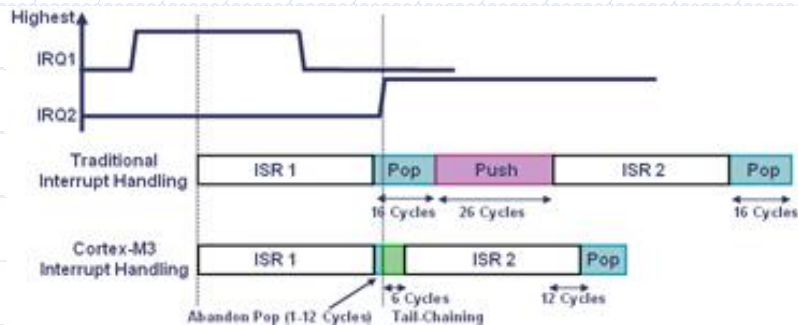 Highest
IRQ1
IRQ2
Traditional
Interrupt Handling
ISR 1
Pop
Push
ISR 2
Pop
16 Cycles
26 Cycles
16 Cycles
Cortex-M3
Interrupt Handling
ISR 1
ISR 2
Pop
6 Cycles
12 Cycles
Abandon Pop (1-12 Cycles)
Tail-Chaining